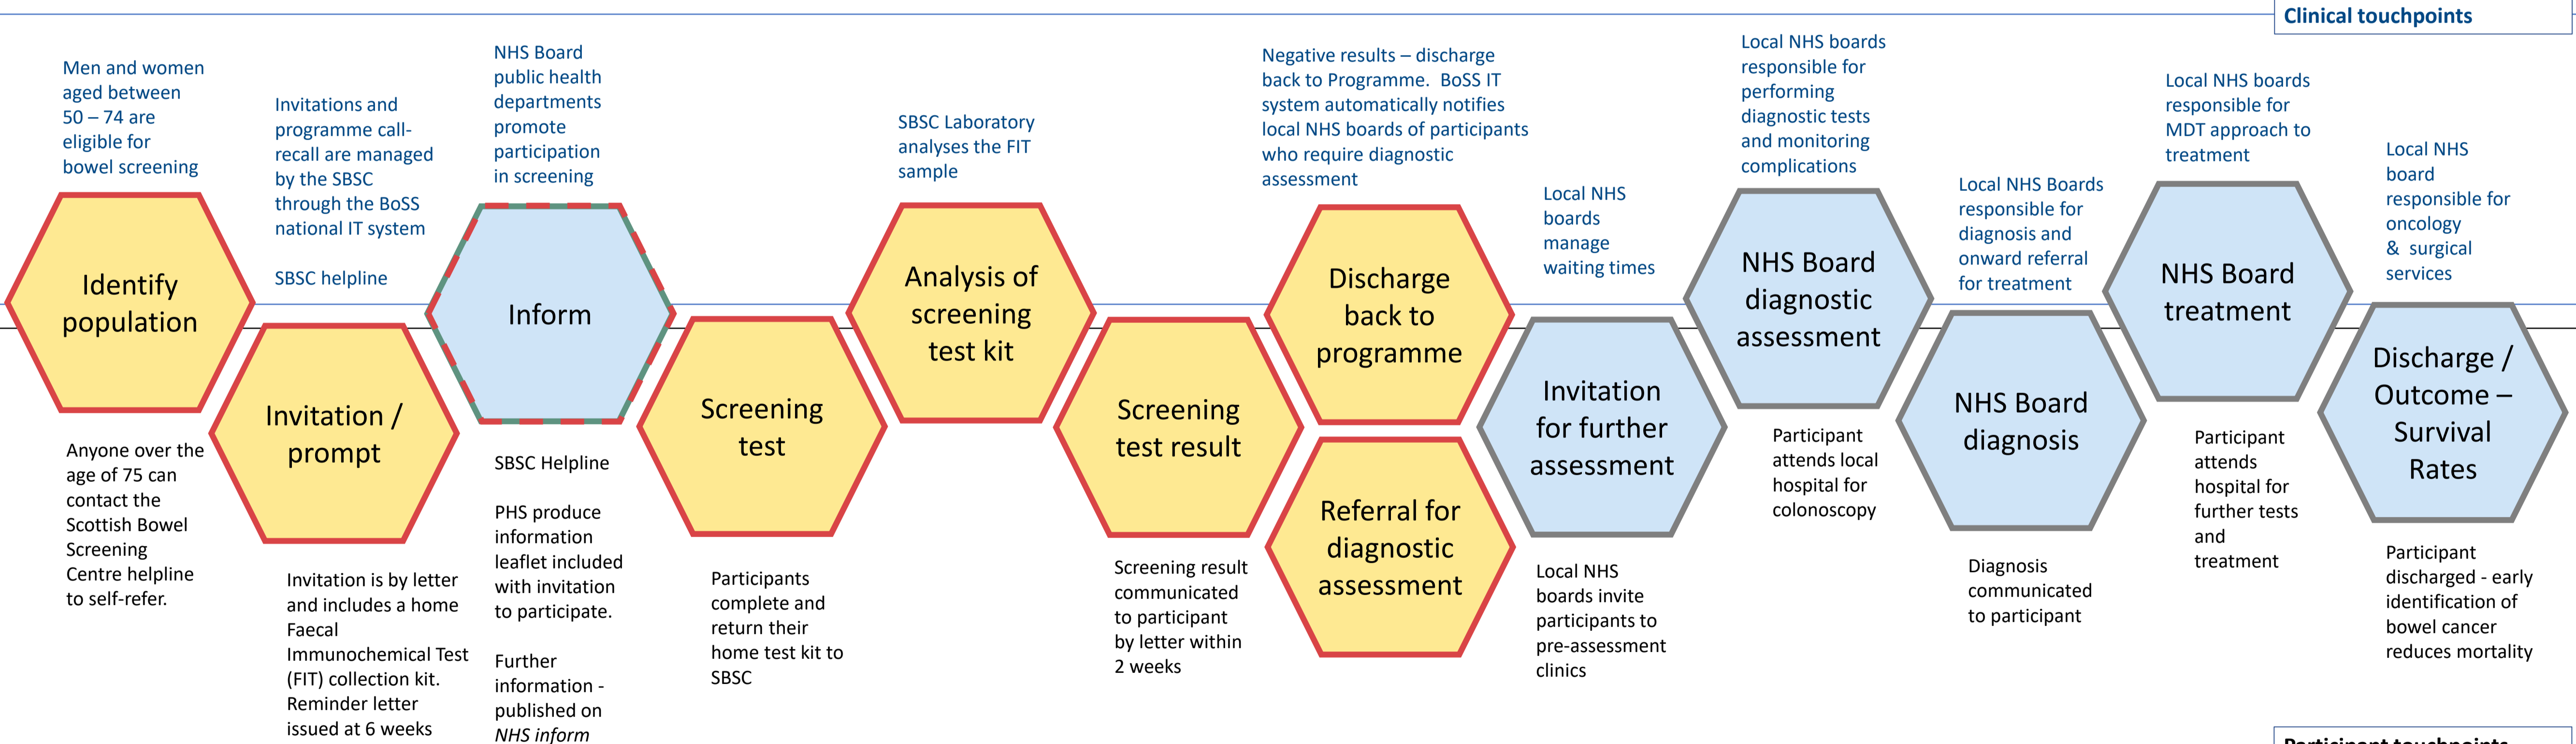 Clinical touchpoints
Men and women
aged between
50 – 74 are
eligible for
bowel screening
Invitations and
programme call-
recall are managed
by the SBSC
through the BoSS
national IT system
SBSC helpline
NHS Board
public health
departments
promote
participation
in screening
SBSC Laboratory
analyses the FIT
sample
Negative results – discharge
back to Programme.  BoSS IT
system automatically notifies
local NHS boards of participants
who require diagnostic
assessment
Local NHS
boards
manage
waiting times
Local NHS boards
responsible for
performing
diagnostic tests
and monitoring
complications
Local NHS Boards
responsible for
diagnosis and
onward referral
for treatment
Local NHS boards
responsible for
MDT approach to
treatment
Local NHS
board
responsible for
oncology
&  surgical
services
Identify
population
Invitation /
prompt
Inform
Screening
test
Analysis of
screening
test kit
Screening
test result
Discharge
back to
programme
Referral for
diagnostic
assessment
Invitation
for further
assessment
NHS Board
diagnostic
assessment
NHS Board
diagnosis
NHS Board
treatment
Discharge /
Outcome –
Survival
Rates
Anyone over the
age of 75 can
contact the
Scottish Bowel
Screening
Centre helpline
to self-refer.
Invitation is by letter
and includes a home
Faecal
Immunochemical Test
(FIT) collection kit.
Reminder letter
issued at 6 weeks
SBSC Helpline
PHS produce
information
leaflet included
with invitation
to participate.
Further
information -
published on
NHS inform
Participants
complete and
return their
home test kit to
SBSC
Screening result
communicated
to participant
by letter within
2 weeks
Local NHS
boards invite
participants to
pre-assessment
clinics
Participant
attends local
hospital for
colonoscopy
Diagnosis
communicated
to participant
Participant
attends
hospital for
further tests
and
treatment
Participant
discharged - early
identification of
bowel cancer
reduces mortality
Participant touchpoints